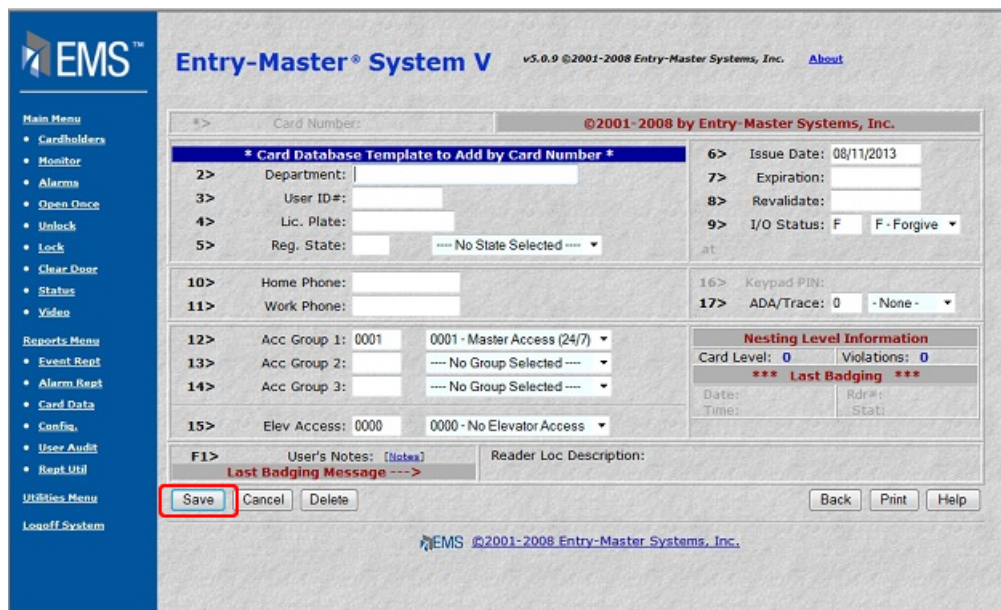 EMS™
Entry-Master® System V v5.0.9 ©2001-2008 Entry-Master Systems, Inc. About
Main Menu
• Cardholders
• Monitor
• Alarms
• Open Once
• Unlock
• Lock
• Clear Door
• Status
• Video
Reports Menu
• Event Rept
• Alarm Rept
• Card Data
• Config.
• User Audit
• Rept Util
Utilities Menu
Logoff System
*> Card Number: ©2001-2008 by Entry-Master Systems, Inc.
* Card Database Template to Add by Card Number *
2> Department:
3> User ID#:
4> Lic. Plate:
5> Reg. State: ---- No State Selected ----
6> Issue Date: 08/11/2013
7> Expiration:
8> Revalidate:
9> I/O Status: F F - Forgive
at
10> Home Phone:
11> Work Phone:
16> Keypad PIN:
17> ADA/Trace: 0 - None -
12> Acc Group 1: 0001 0001 - Master Access (24/7)
13> Acc Group 2: ---- No Group Selected ----
14> Acc Group 3: ---- No Group Selected ----
15> Elev Access: 0000 0000 - No Elevator Access
Nesting Level Information
Card Level: 0 Violations: 0
*** Last Badging ***
Date: Rdr#:
Time: Stat:
F1> User's Notes: [Notes] Reader Loc Description:
Last Badging Message --->
Save Cancel Delete Back Print Help
EMS ©2001-2008 Entry-Master Systems, Inc.